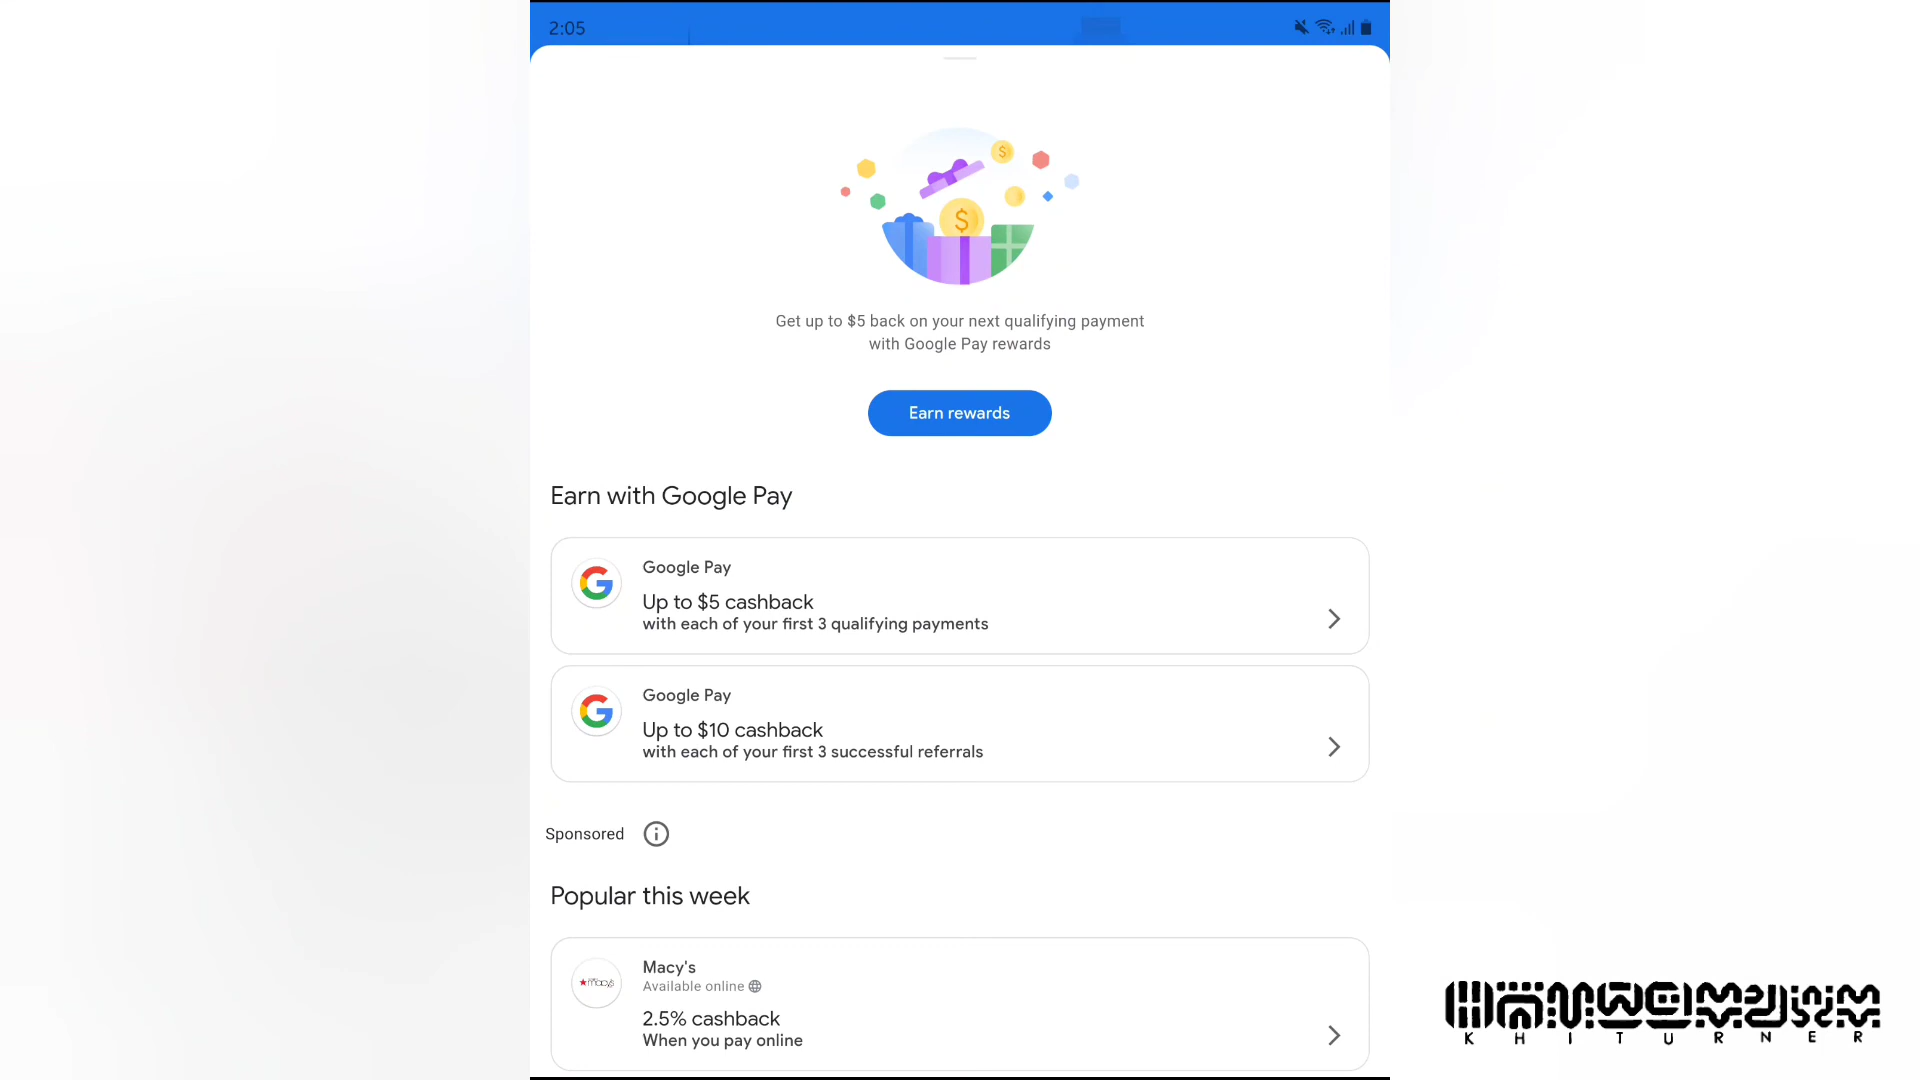 2:05
Get up to $5 back on your next qualifying payment
with Google Pay rewards
Earn rewards
Earn with Google Pay
Google Pay
Up to $5 cashback
with each of your first 3 qualifying payments
Google Pay
Up to $10 cashback
with each of your first 3 successful referrals
Sponsored
Popular this week
★macy's
Macy's
Available online
2.5% cashback
When you pay online
KHITURNER